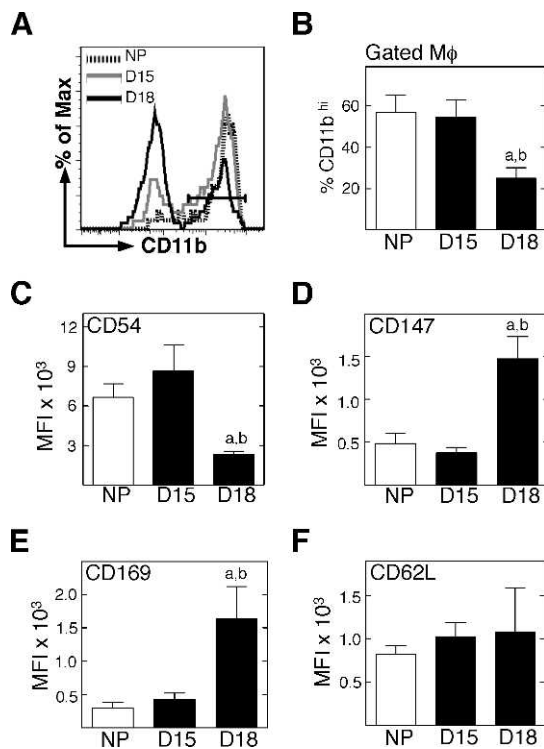 A
NP
D15
D18
% of Max
CD11b
B
Gated Mϕ
% CD11b hi
60
40
20
a,b
NP D15 D18
C
CD54
MFI x 10³
12
9
6
3
a,b
NP D15 D18
D
CD147
MFI x 10³
1.5
1.0
0.5
a,b
NP D15 D18
E
CD169
MFI x 10³
2.0
1.5
1.0
0.5
a,b
NP D15 D18
F
CD62L
MFI x 10³
1.5
1.0
0.5
NP D15 D18